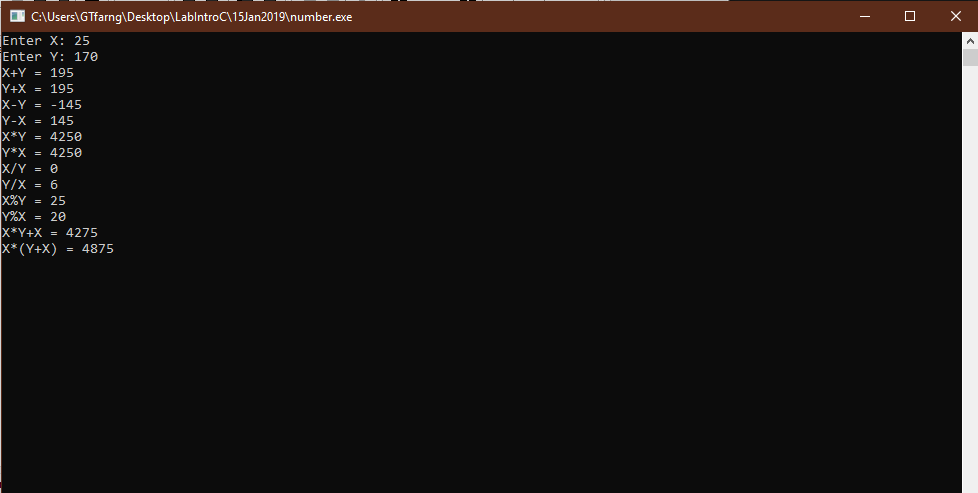 C:\Users\GTfarng\Desktop\LabIntroC\15Jan2019\number.exe
Enter X: 25
Enter Y: 170
X+Y = 195
Y+X = 195
X-Y = -145
Y-X = 145
X*Y = 4250
Y*X = 4250
X/Y = 0
Y/X = 6
X%Y = 25
Y%X = 20
X*Y+X = 4275
X*(Y+X) = 4875